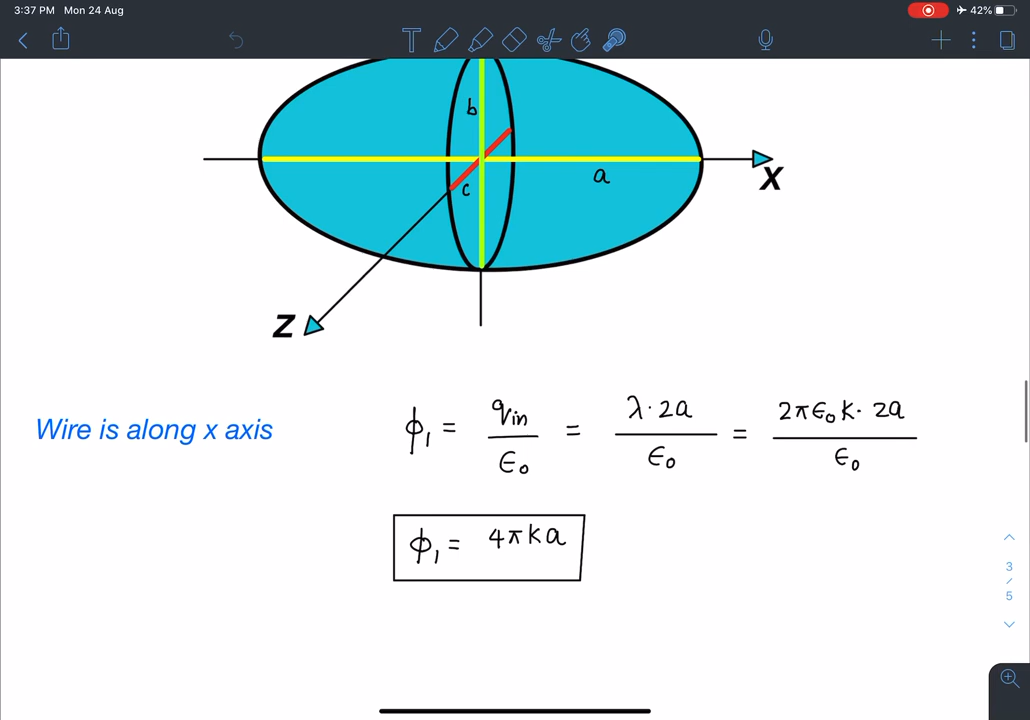 3:37 PM Mon 24 Aug 42%
T
b
a
X
c
Z
Wire is along x axis
ϕ₁ = q_in / ϵ₀ = λ · 2a / ϵ₀ = 2πϵ₀k · 2a / ϵ₀
ϕ₁ = 4πka
3
/
5